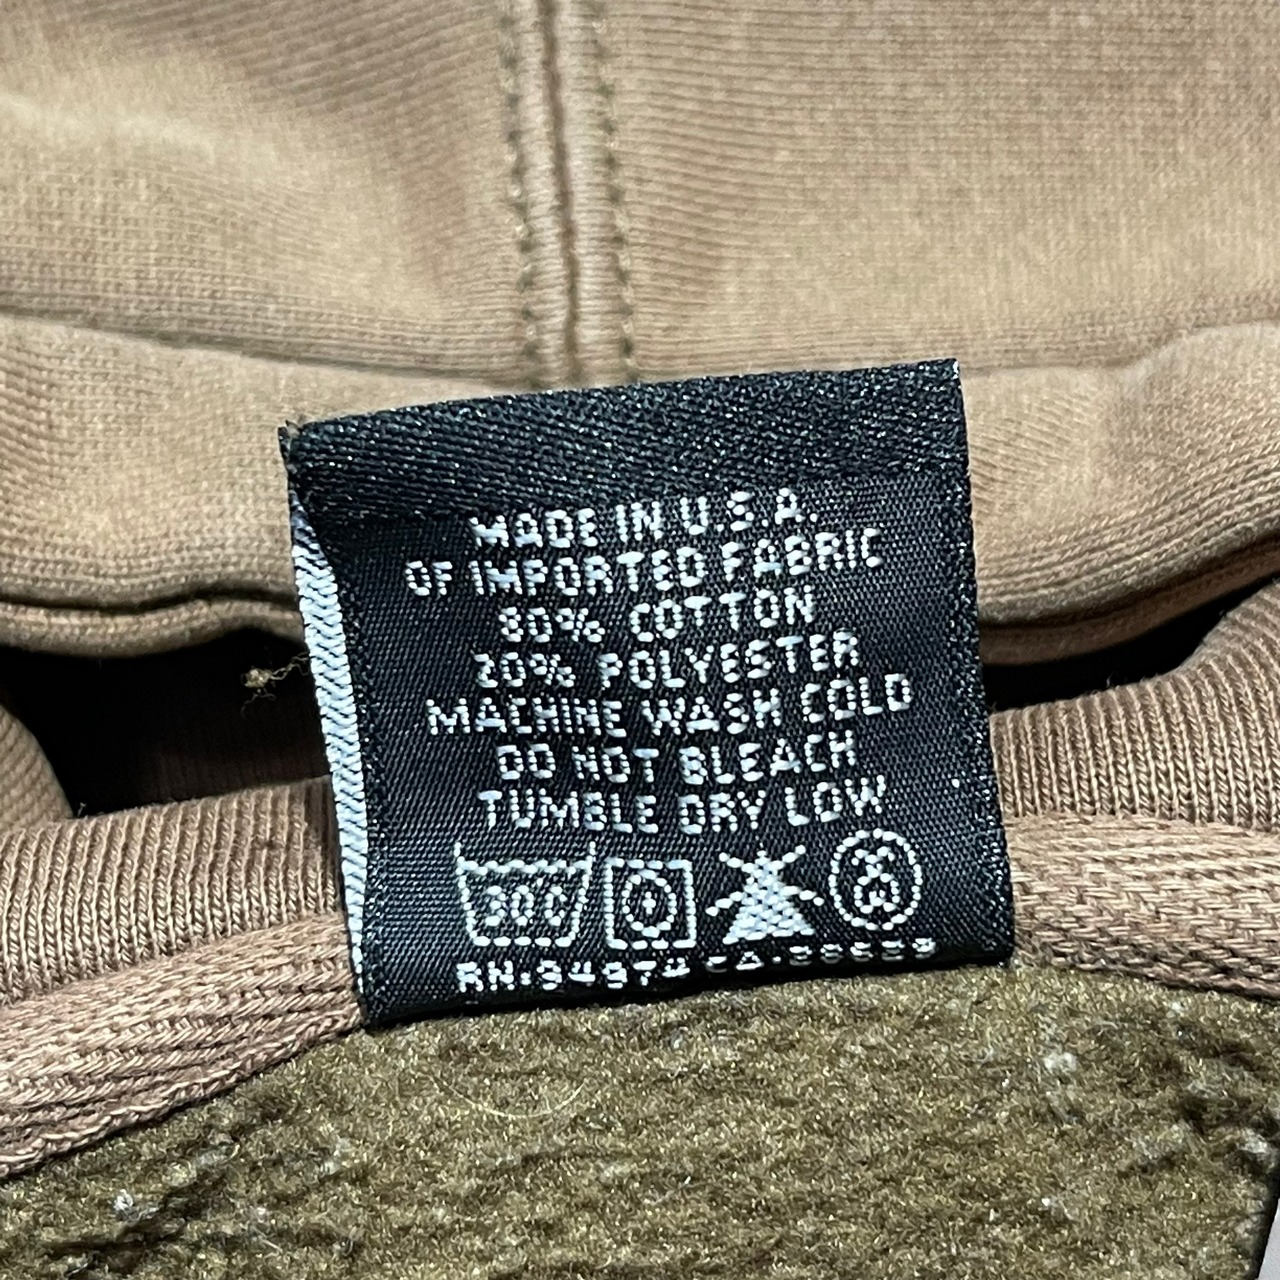 MADE IN U.S.A.
OF IMPORTED FABRIC
80% COTTON
20% POLYESTER
MACHINE WASH COLD
DO NOT BLEACH
TUMBLE DRY LOW
30°C
RN: